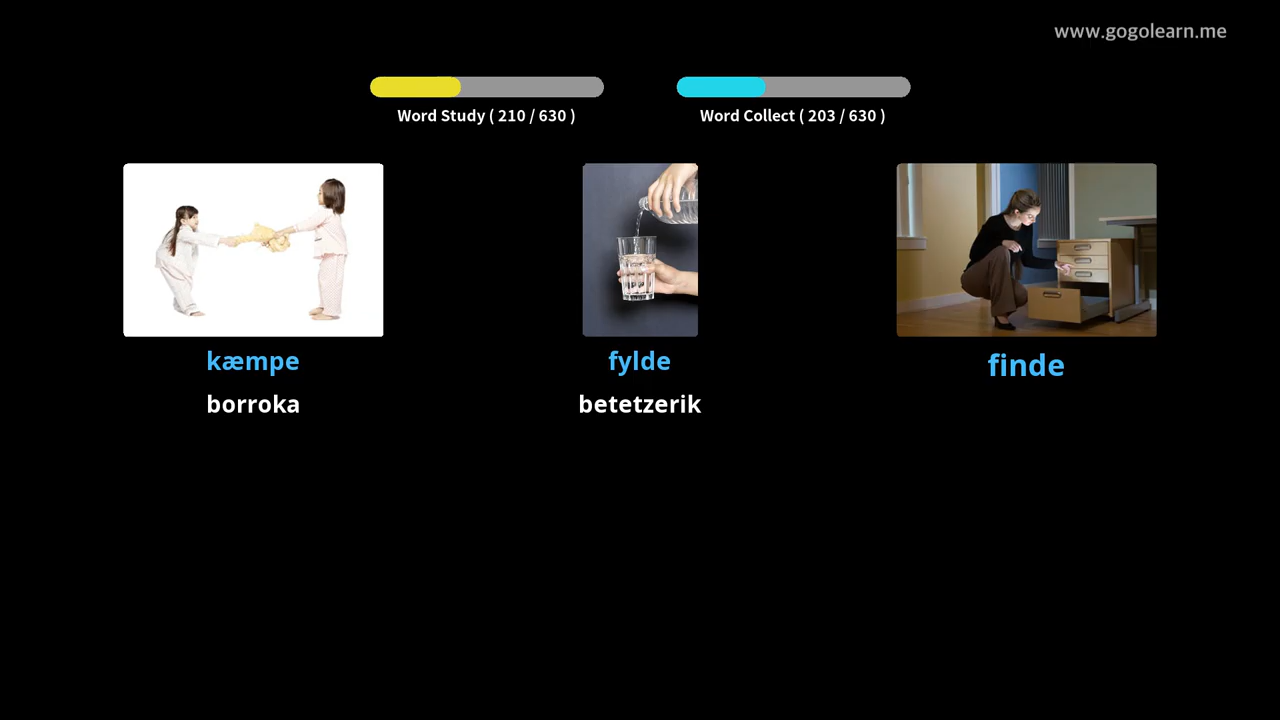 www.gogolearn.me
Word Study ( 210 / 630 )
Word Collect ( 203 / 630 )
kæmpe
fylde
finde
borroka
betetzerik